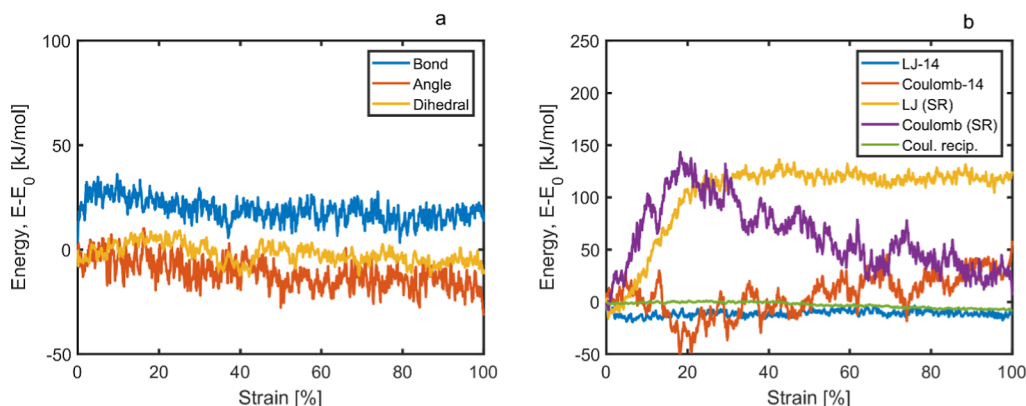 a
100
50
0
-50
0
20
40
60
80
100
Strain [%]
Energy, E-E0 [kJ/mol]
Bond
Angle
Dihedral
b
250
200
150
100
50
0
-50
0
20
40
60
80
100
Strain [%]
Energy, E-E0 [kJ/mol]
LJ-14
Coulomb-14
LJ (SR)
Coulomb (SR)
Coul. recip.